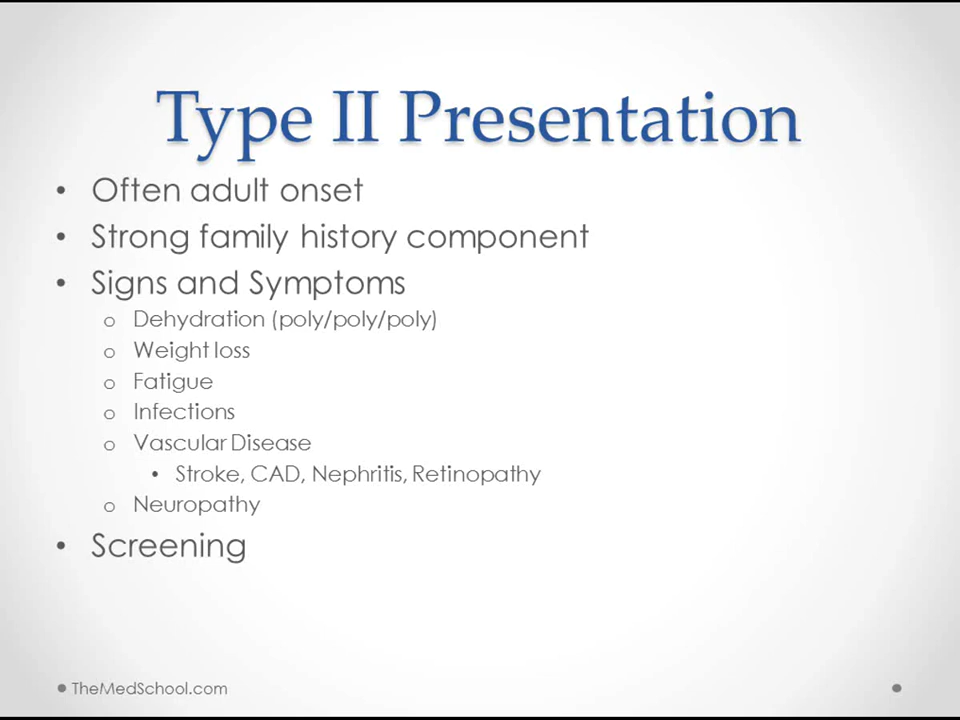 Type II Presentation
• Often adult onset
• Strong family history component
• Signs and Symptoms
o Dehydration (poly/poly/poly)
o Weight loss
o Fatigue
o Infections
o Vascular Disease
• Stroke, CAD, Nephritis, Retinopathy
o Neuropathy
• Screening
TheMedSchool.com